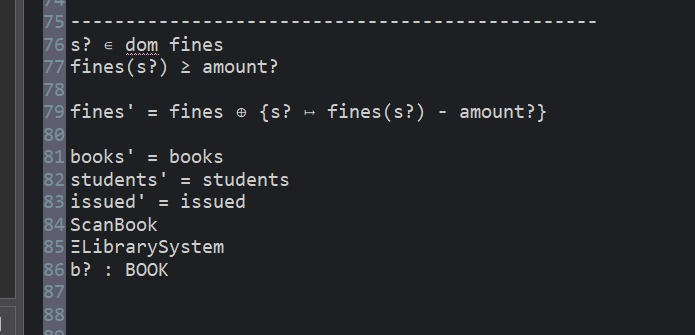 74
75 --------------------------------------------------
76 s? ∈ dom fines
77 fines(s?) ≥ amount?
78
79 fines' = fines ⊕ {s? ↦ fines(s?) - amount?}
80
81 books' = books
82 students' = students
83 issued' = issued
84 ScanBook
85 ΞLibrarySystem
86 b? : BOOK
87
88